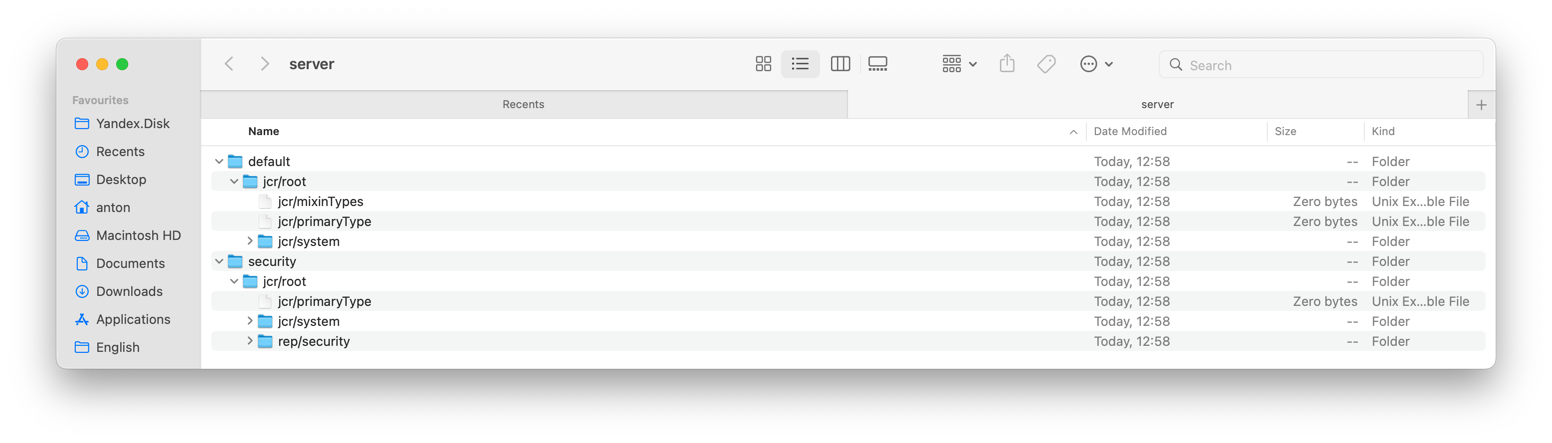 server
Search
Favourites
Yandex.Disk
Recents
Desktop
anton
Macintosh HD
Documents
Downloads
Applications
English
Recents
server
Name Date Modified Size Kind
default Today, 12:58 -- Folder
jcr/root Today, 12:58 -- Folder
jcr/mixinTypes Today, 12:58 Zero bytes Unix Ex...ble File
jcr/primaryType Today, 12:58 Zero bytes Unix Ex...ble File
jcr/system Today, 12:58 -- Folder
security Today, 12:58 -- Folder
jcr/root Today, 12:58 -- Folder
jcr/primaryType Today, 12:58 Zero bytes Unix Ex...ble File
jcr/system Today, 12:58 -- Folder
rep/security Today, 12:58 -- Folder